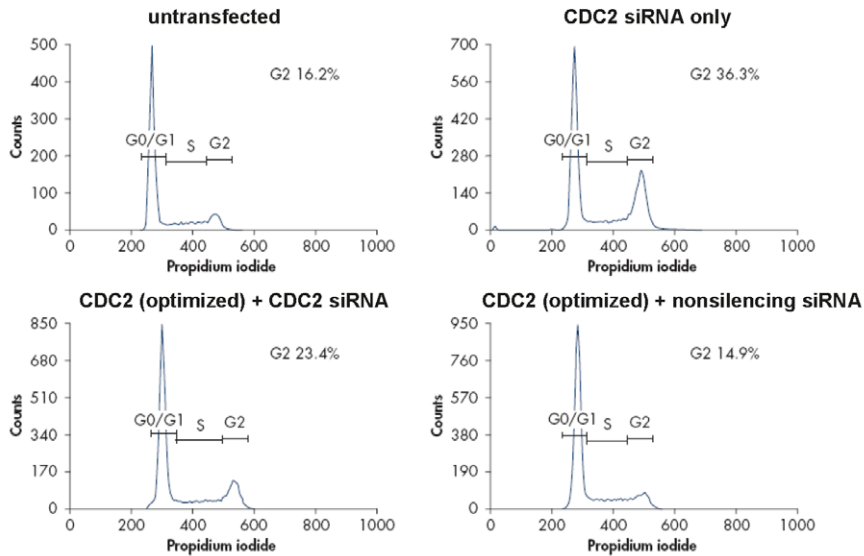 untransfected
500
400
300
200
100
0
Counts
G2 16.2%
G0/G1 S G2
0 200 400 600 800 1000
Propidium iodide
CDC2 siRNA only
700
560
420
280
140
0
Counts
G2 36.3%
G0/G1 S G2
0 200 400 600 800 1000
Propidium iodide
CDC2 (optimized) + CDC2 siRNA
850
680
510
340
170
0
Counts
G2 23.4%
G0/G1 S G2
0 200 400 600 800 1000
Propidium iodide
CDC2 (optimized) + nonsilencing siRNA
950
760
570
380
190
0
Counts
G2 14.9%
G0/G1 S G2
0 200 400 600 800 1000
Propidium iodide